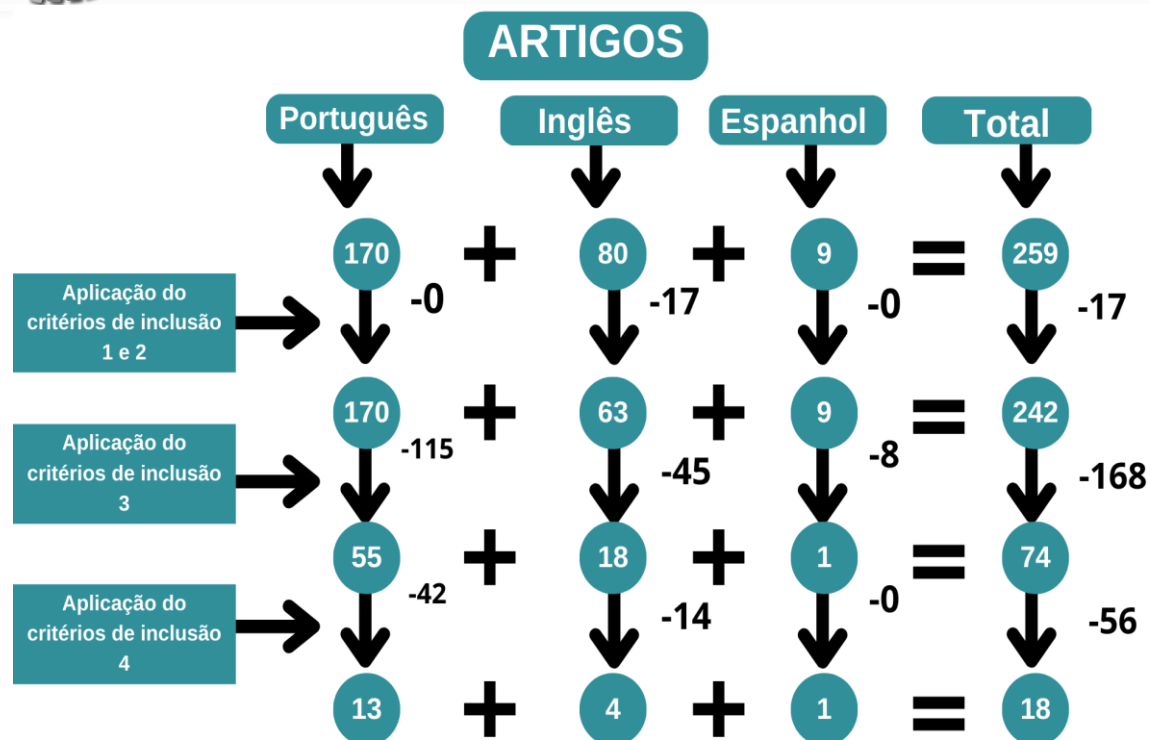 ARTIGOS
Português Inglês Espanhol Total
170 + 80 + 9 = 259
Aplicação do
critérios de inclusão
1 e 2
-0 -17 -0 -17
170 + 63 + 9 = 242
Aplicação do
critérios de inclusão
3
-115 -45 -8 -168
55 + 18 + 1 = 74
Aplicação do
critérios de inclusão
4
-42 -14 -0 -56
13 + 4 + 1 = 18